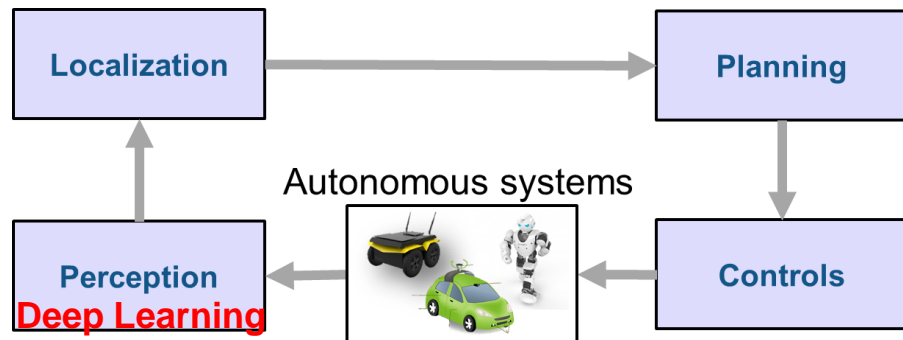 Localization
Planning
Autonomous systems
Perception
Deep Learning
Controls